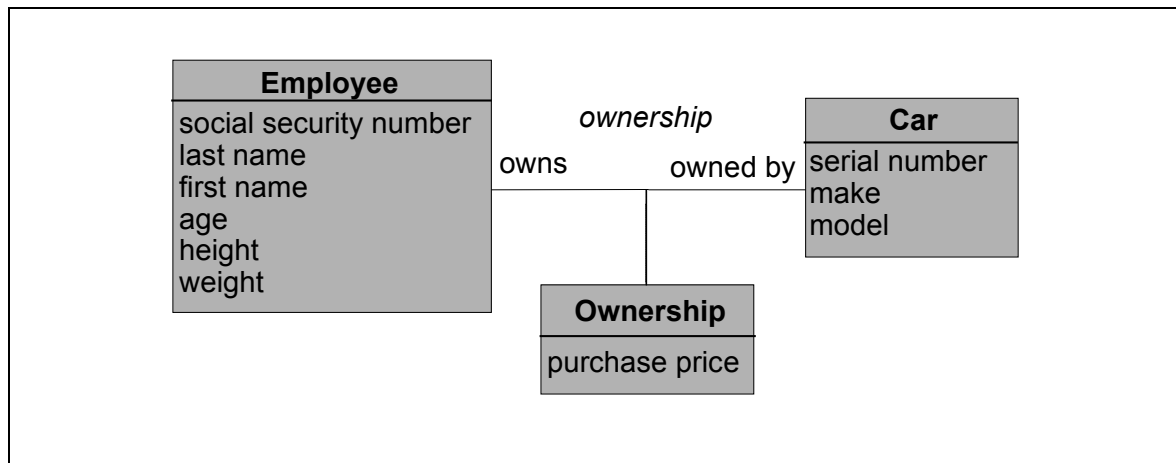 Employee
social security number
last name
first name
age
height
weight
ownership
owns
owned by
Car
serial number
make
model
Ownership
purchase price